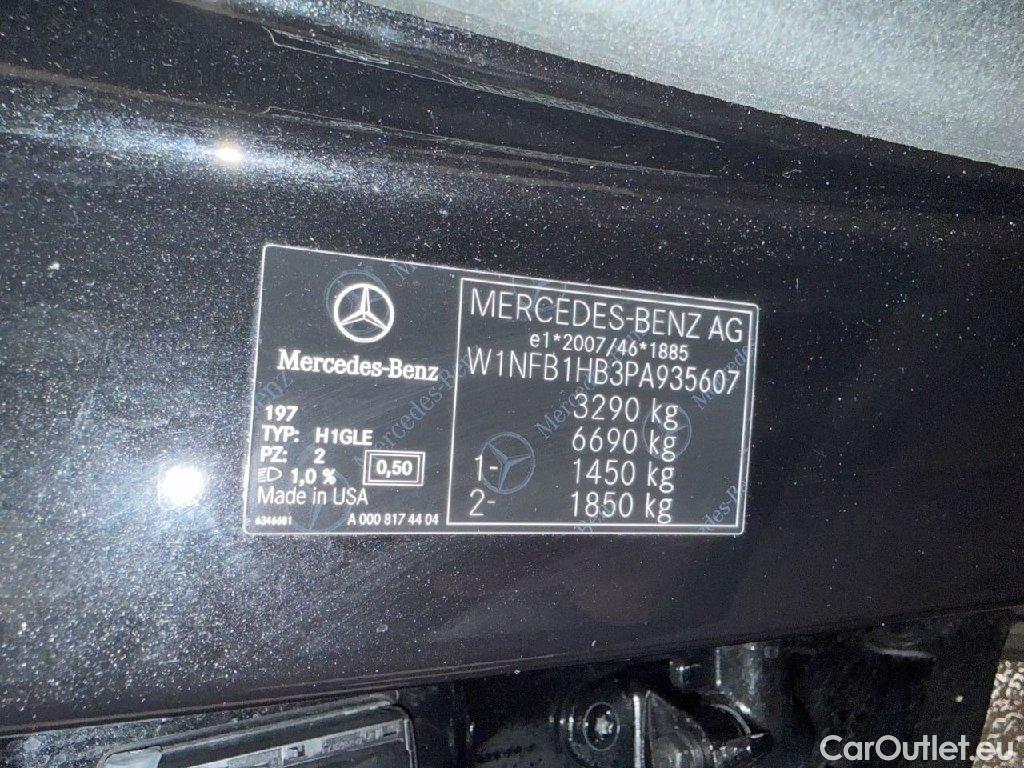 Mercedes-Benz
197
TYP: H1GLE
PZ: 2
1,0 %
0,50
Made in USA
6346681
A 000 817 44 04
MERCEDES-BENZ AG
e1*2007/46*1885
W1NFB1HB3PA935607
3290 kg
6690 kg
1- 1450 kg
2- 1850 kg
CarOutlet.eu